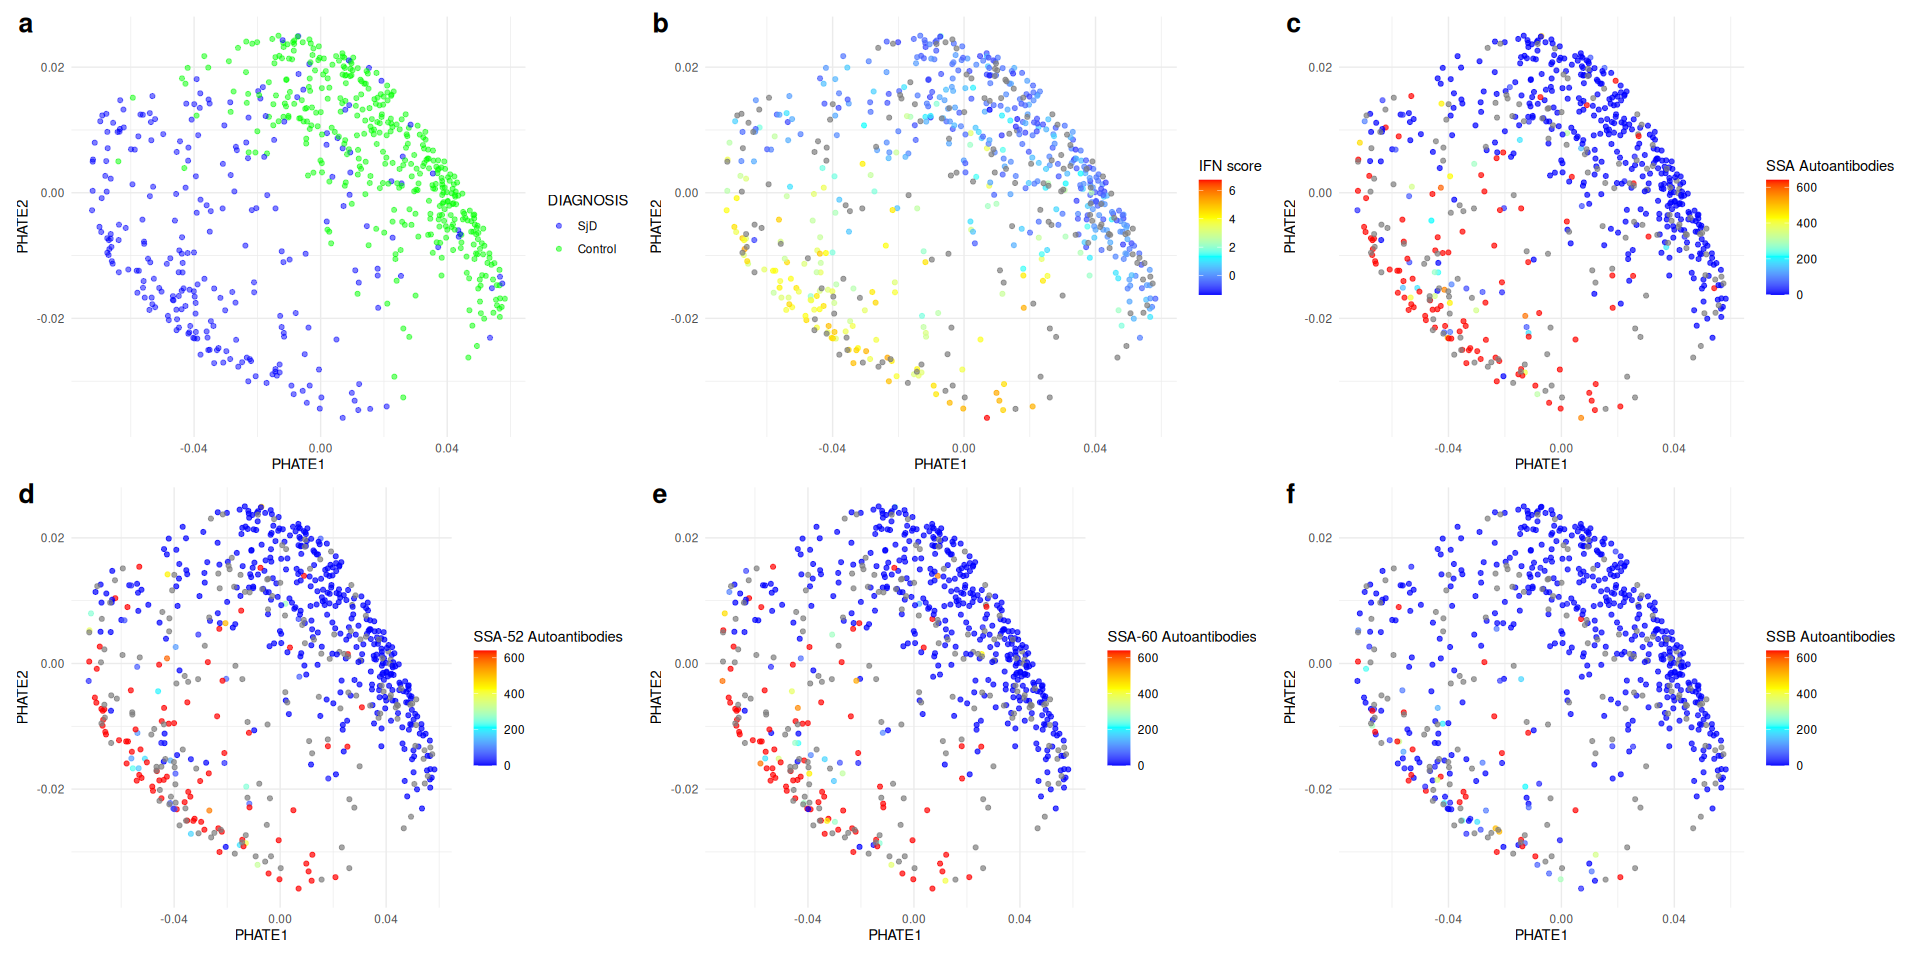 a
0.02
0.00
-0.02
PHATE2
-0.04
0.00
0.04
PHATE1
DIAGNOSIS
SjD
Control
b
0.02
0.00
-0.02
PHATE2
-0.04
0.00
0.04
PHATE1
IFN score
6
4
2
0
c
0.02
0.00
-0.02
PHATE2
-0.04
0.00
0.04
PHATE1
SSA Autoantibodies
600
400
200
0
d
0.02
0.00
-0.02
PHATE2
-0.04
0.00
0.04
PHATE1
SSA-52 Autoantibodies
600
400
200
0
e
0.02
0.00
-0.02
PHATE2
-0.04
0.00
0.04
PHATE1
SSA-60 Autoantibodies
600
400
200
0
f
0.02
0.00
-0.02
PHATE2
-0.04
0.00
0.04
PHATE1
SSB Autoantibodies
600
400
200
0